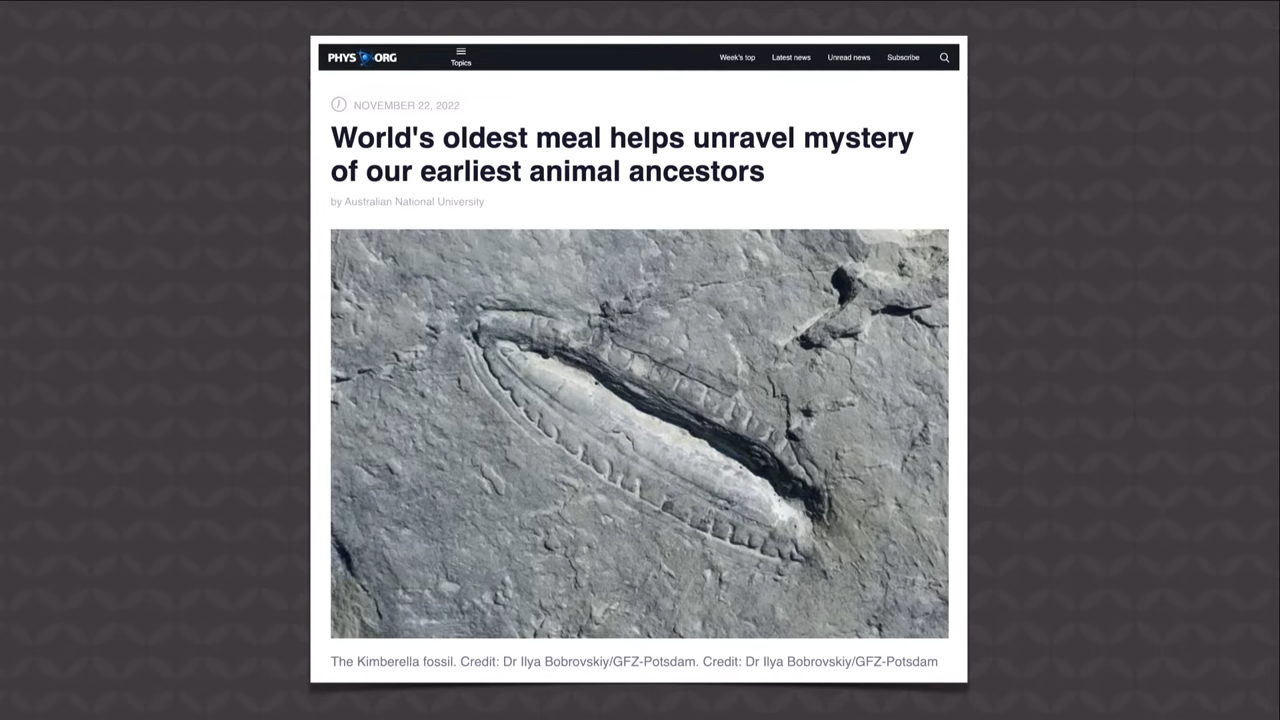 PHYS ORG
Topics
Week's top
Latest news
Unread news
Subscribe
NOVEMBER 22, 2022
World's oldest meal helps unravel mystery
of our earliest animal ancestors
by Australian National University
The Kimberella fossil. Credit: Dr Ilya Bobrovskiy/GFZ-Potsdam. Credit: Dr Ilya Bobrovskiy/GFZ-Potsdam